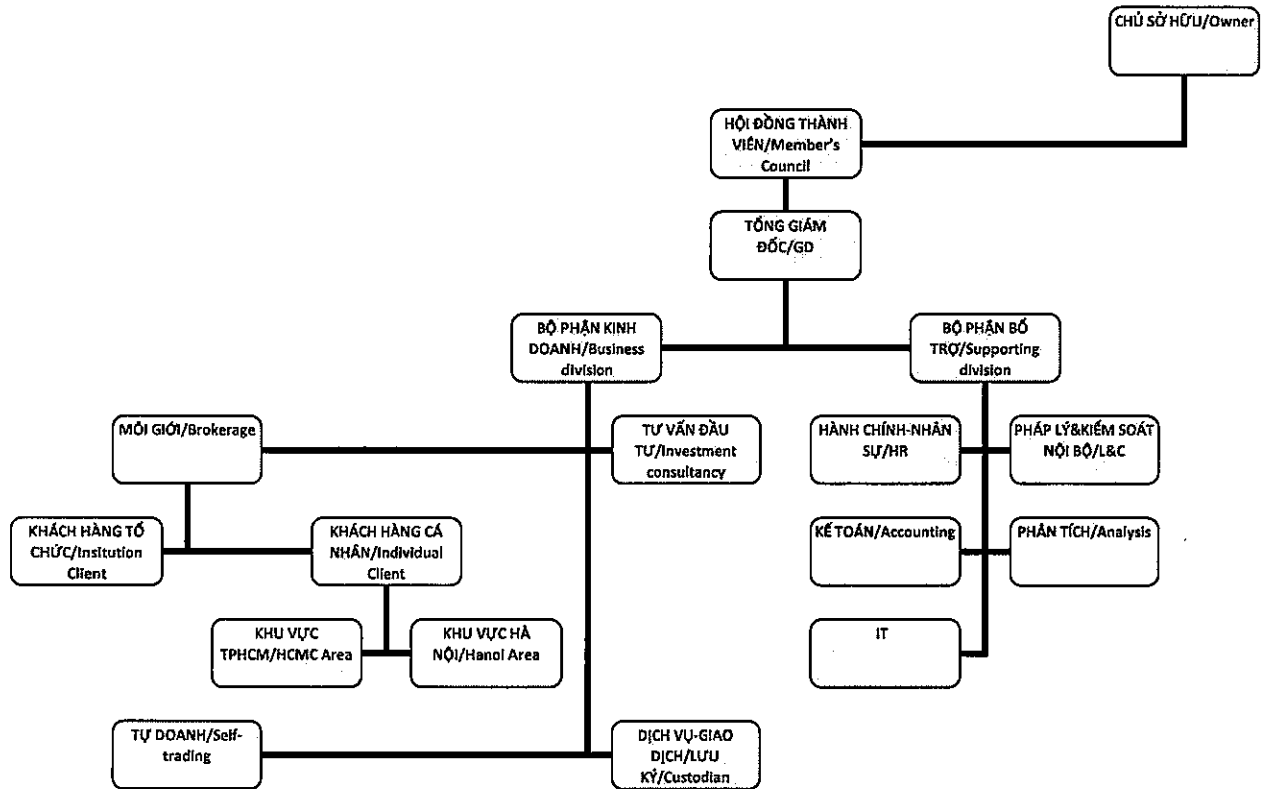 CHỦ SỞ HỮU/Owner
HỘI ĐỒNG THÀNH
VIÊN/Member's
Council
TỔNG GIÁM
ĐỐC/GD
BỘ PHẬN KINH
DOANH/Business
division
BỘ PHẬN BỔ
TRỢ/Supporting
division
MÔI GIỚI/Brokerage
TƯ VẤN ĐẦU
TƯ/Investment
consultancy
HÀNH CHÍNH-NHÂN
SỰ/HR
PHÁP LÝ&KIỂM SOÁT
NỘI BỘ/L&C
KHÁCH HÀNG TỔ
CHỨC/Insitution
Client
KHÁCH HÀNG CÁ
NHÂN/Individual
Client
KẾ TOÁN/Accounting
PHÂN TÍCH/Analysis
KHU VỰC
TPHCM/HCMC Area
KHU VỰC HÀ
NỘI/Hanoi Area
IT
TỰ DOANH/Self-
trading
DỊCH VỤ-GIAO
DỊCH/LƯU
KÝ/Custodian